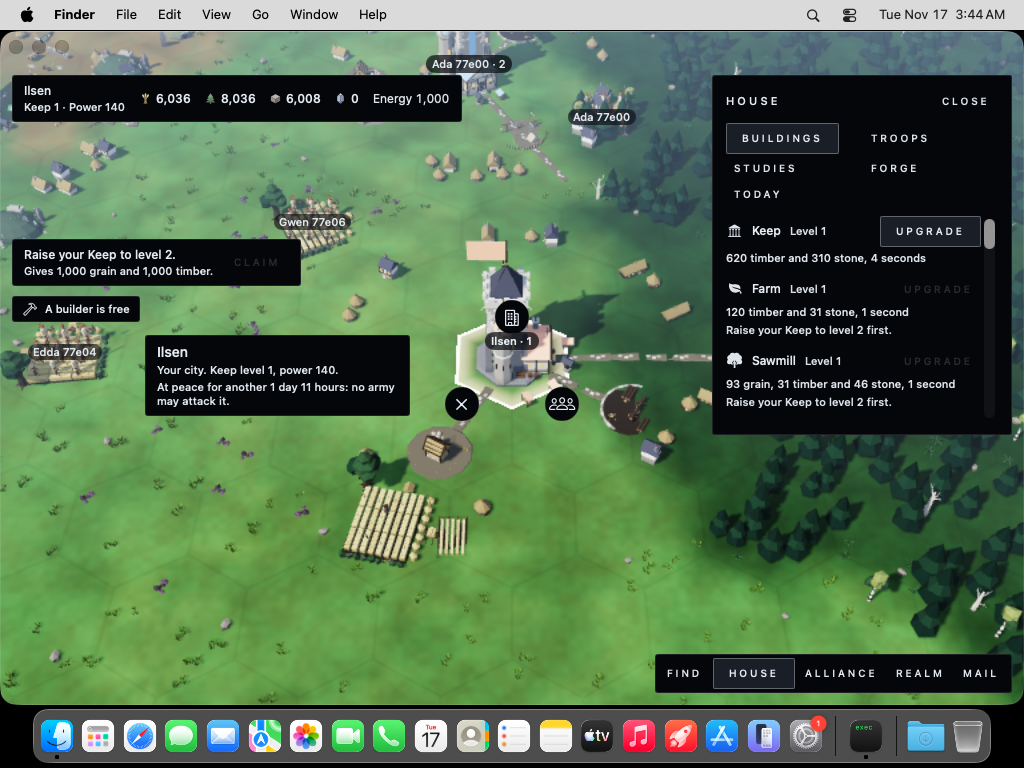 Finder File Edit View Go Window Help
Tue Nov 17 3:44 AM
Ada 77e00 · 2
Ilsen
Keep 1 · Power 140
6,036 8,036 6,008 0 Energy 1,000
Ada 77e00
Gwen 77e06
Raise your Keep to level 2.
Gives 1,000 grain and 1,000 timber.
CLAIM
A builder is free
Edda 77e04
Ilsen
Your city. Keep level 1, power 140.
At peace for another 1 day 11 hours: no army
may attack it.
Ilsen · 1
HOUSE CLOSE
BUILDINGS TROOPS
STUDIES FORGE
TODAY
Keep Level 1 UPGRADE
620 timber and 310 stone, 4 seconds
Farm Level 1 UPGRADE
120 timber and 31 stone, 1 second
Raise your Keep to level 2 first.
Sawmill Level 1 UPGRADE
93 grain, 31 timber and 46 stone, 1 second
Raise your Keep to level 2 first.
FIND HOUSE ALLIANCE REALM MAIL
Tue
17
tv
1
exec